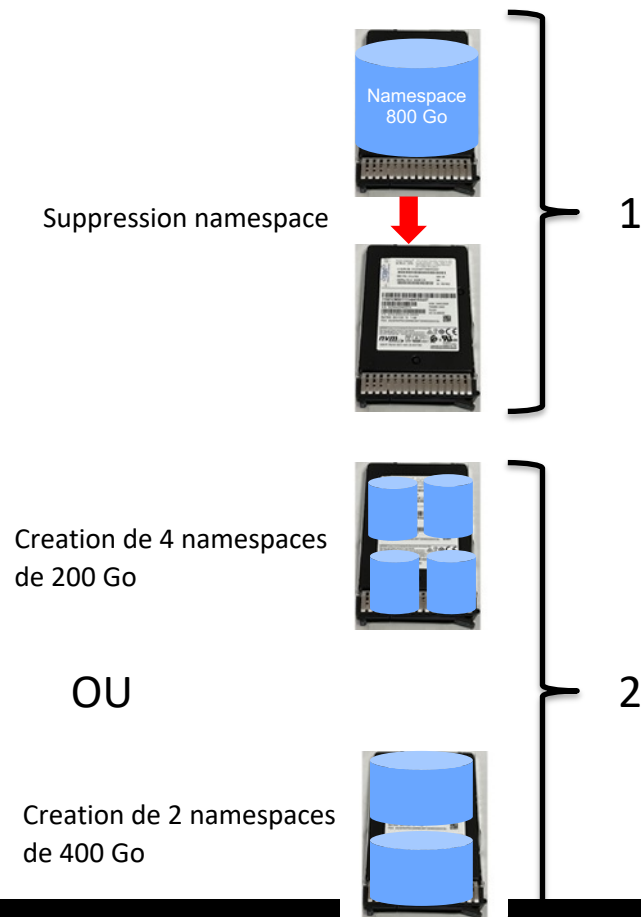 Namespace
800 Go
Suppression namespace
1
nvm
Creation de 4 namespaces
de 200 Go
OU
2
Creation de 2 namespaces
de 400 Go